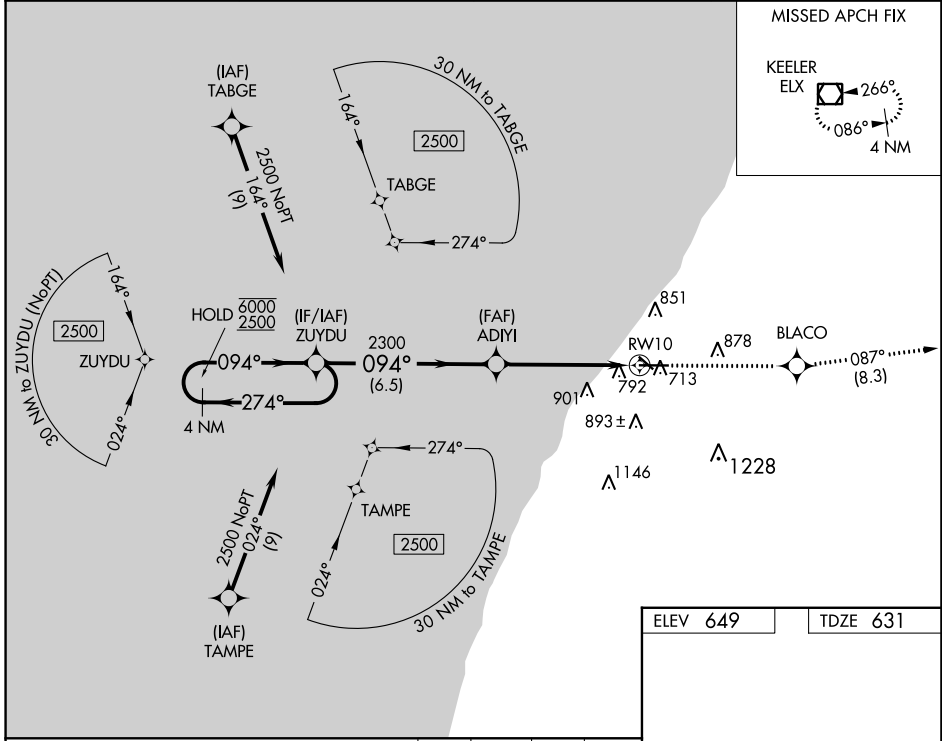 MISSED APCH FIX
KEELER
ELX
266°
086°
4 NM
(IAF)
TABGE
2500 NoPT
164°
(9)
30 NM to TABGE
164°
2500
TABGE
274°
30 NM to ZUYDU (NoPT)
164°
2500
ZUYDU
024°
HOLD
6000
2500
094°
274°
4 NM
(IF/IAF)
ZUYDU
2300
094°
(6.5)
(FAF)
ADIYI
851
RW10
878
BLACO
792
713
087°
(8.3)
901
893±
1146
1228
2500 NoPT
024°
(9)
(IAF)
TAMPE
274°
TAMPE
2500
024°
30 NM to TAMPE
ELEV 649
TDZE 631